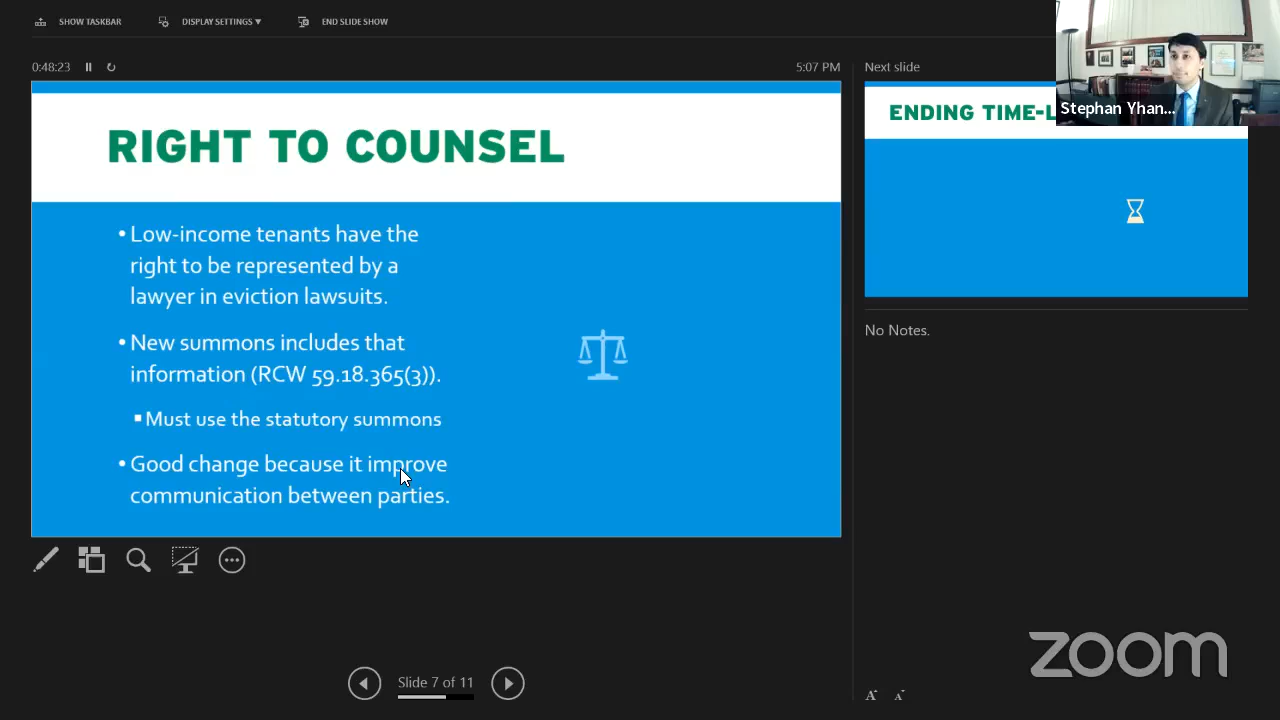 SHOW TASKBAR
DISPLAY SETTINGS ▼
END SLIDE SHOW
0:48:23
5:07 PM
Next slide
RIGHT TO COUNSEL
• Low-income tenants have the
right to be represented by a
lawyer in eviction lawsuits.
• New summons includes that
information (RCW 59.18.365(3)).
▪ Must use the statutory summons
• Good change because it improve
communication between parties.
ENDING TIME-L
Stephan Yhan...
No Notes.
Slide 7 of 11
zoom
A
A